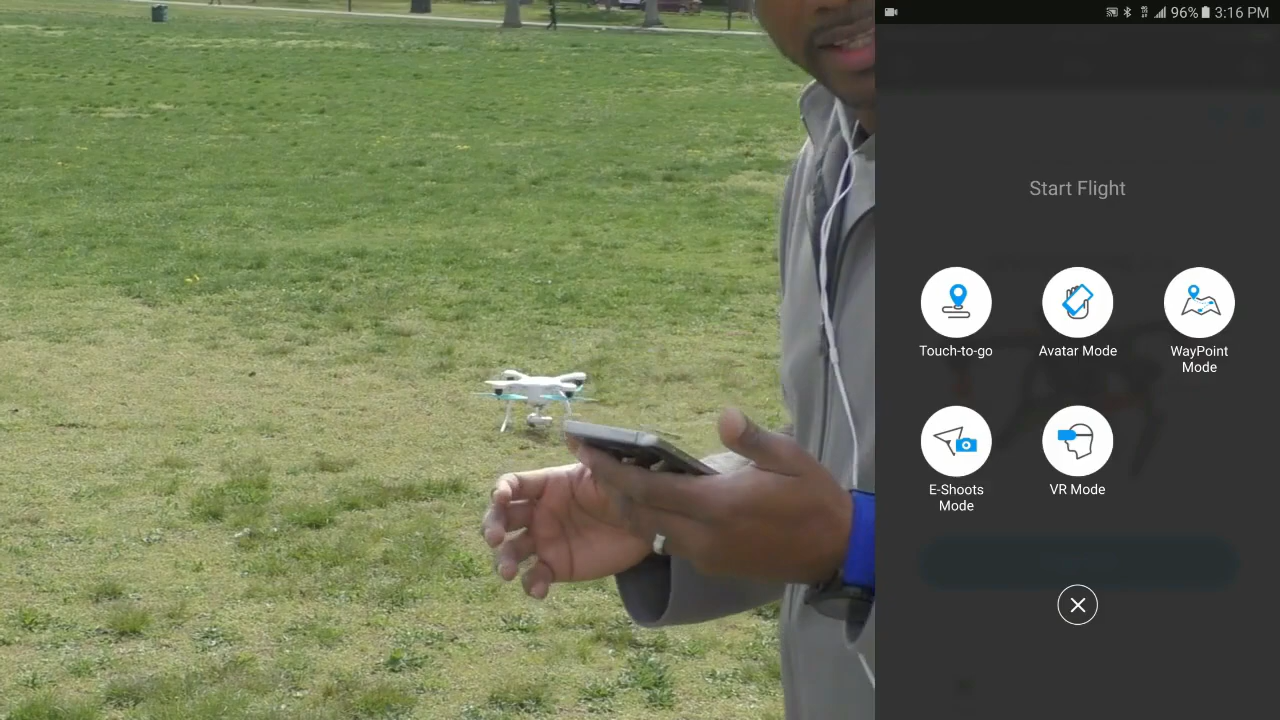 96% 3:16 PM
Start Flight
Touch-to-go
Avatar Mode
WayPoint
Mode
E-Shoots
Mode
VR Mode